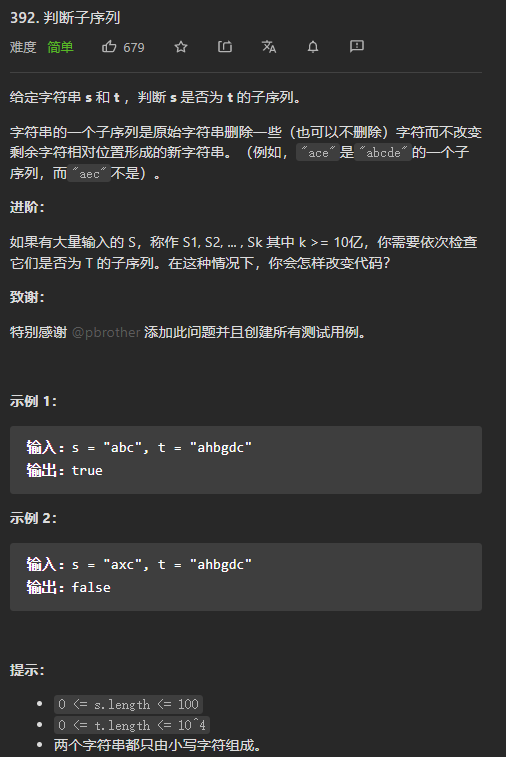 392. 判断子序列
难度 简单 679
给定字符串 s 和 t ，判断 s 是否为 t 的子序列。
字符串的一个子序列是原始字符串删除一些（也可以不删除）字符而不改变
剩余字符相对位置形成的新字符串。（例如，"ace"是"abcde"的一个子
序列，而"aec"不是）。
进阶：
如果有大量输入的 S，称作 S1, S2, ... , Sk 其中 k >= 10亿，你需要依次检查
它们是否为 T 的子序列。在这种情况下，你会怎样改变代码？
致谢：
特别感谢 @pbrother 添加此问题并且创建所有测试用例。
示例 1：
输入：s = "abc", t = "ahbgdc"
输出：true
示例 2：
输入：s = "axc", t = "ahbgdc"
输出：false
提示：
• 0 <= s.length <= 100
• 0 <= t.length <= 10^4
• 两个字符串都只由小写字符组成。